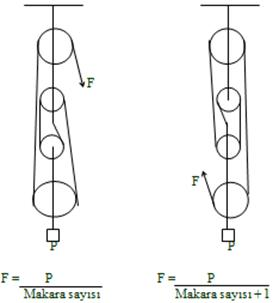 F
P
F
P
F = P
Makara sayısı
F = P
Makara sayısı + 1